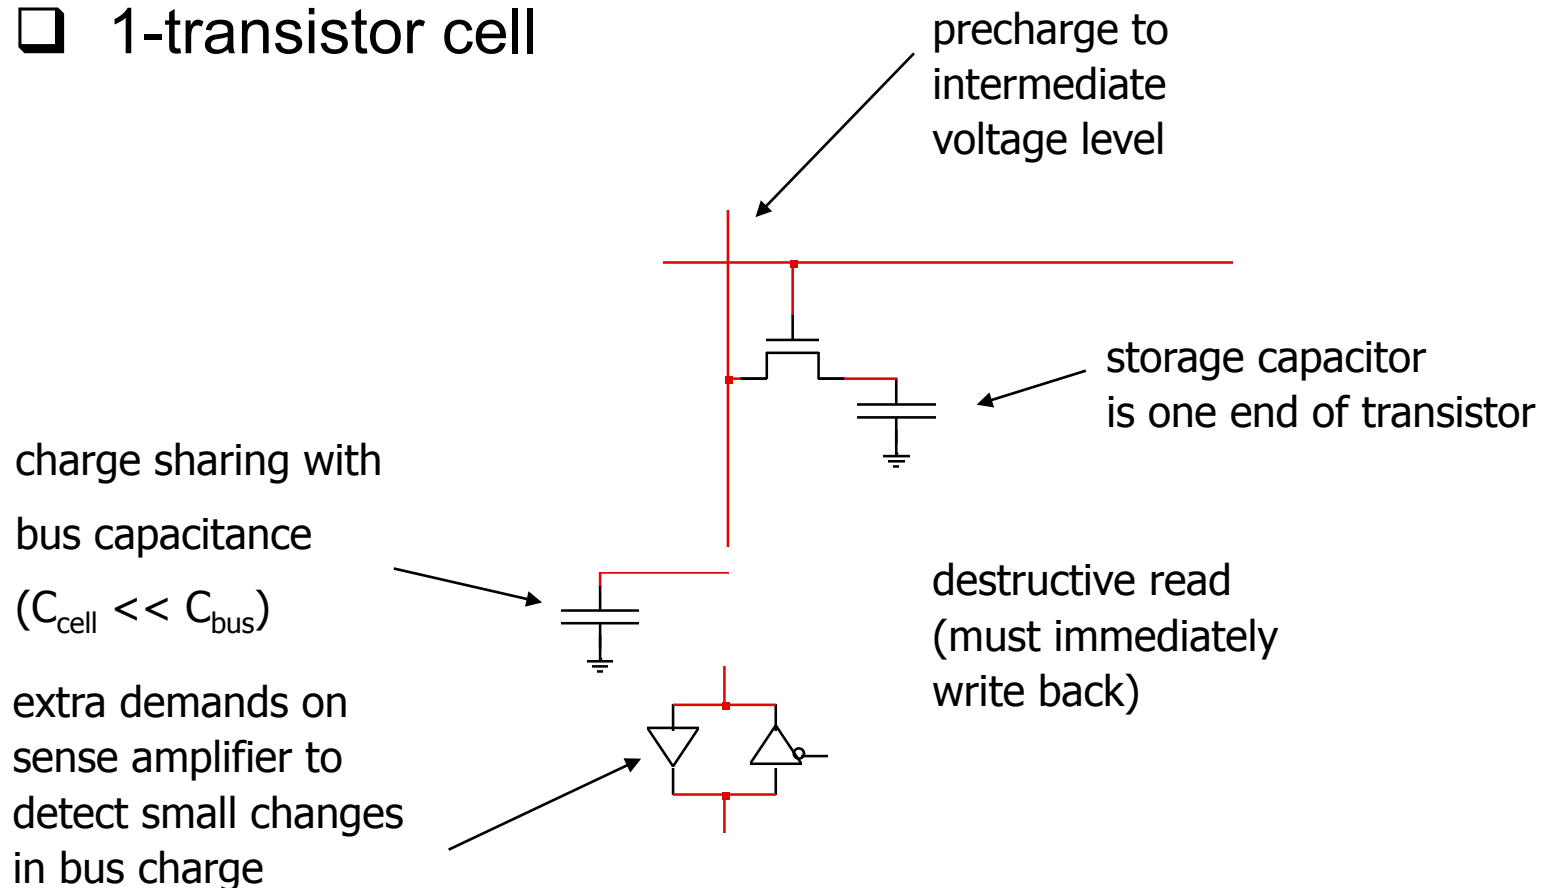 ❑ 1-transistor cell
precharge to
intermediate
voltage level
storage capacitor
is one end of transistor
charge sharing with
bus capacitance
(Ccell << Cbus)
destructive read
(must immediately
write back)
extra demands on
sense amplifier to
detect small changes
in bus charge